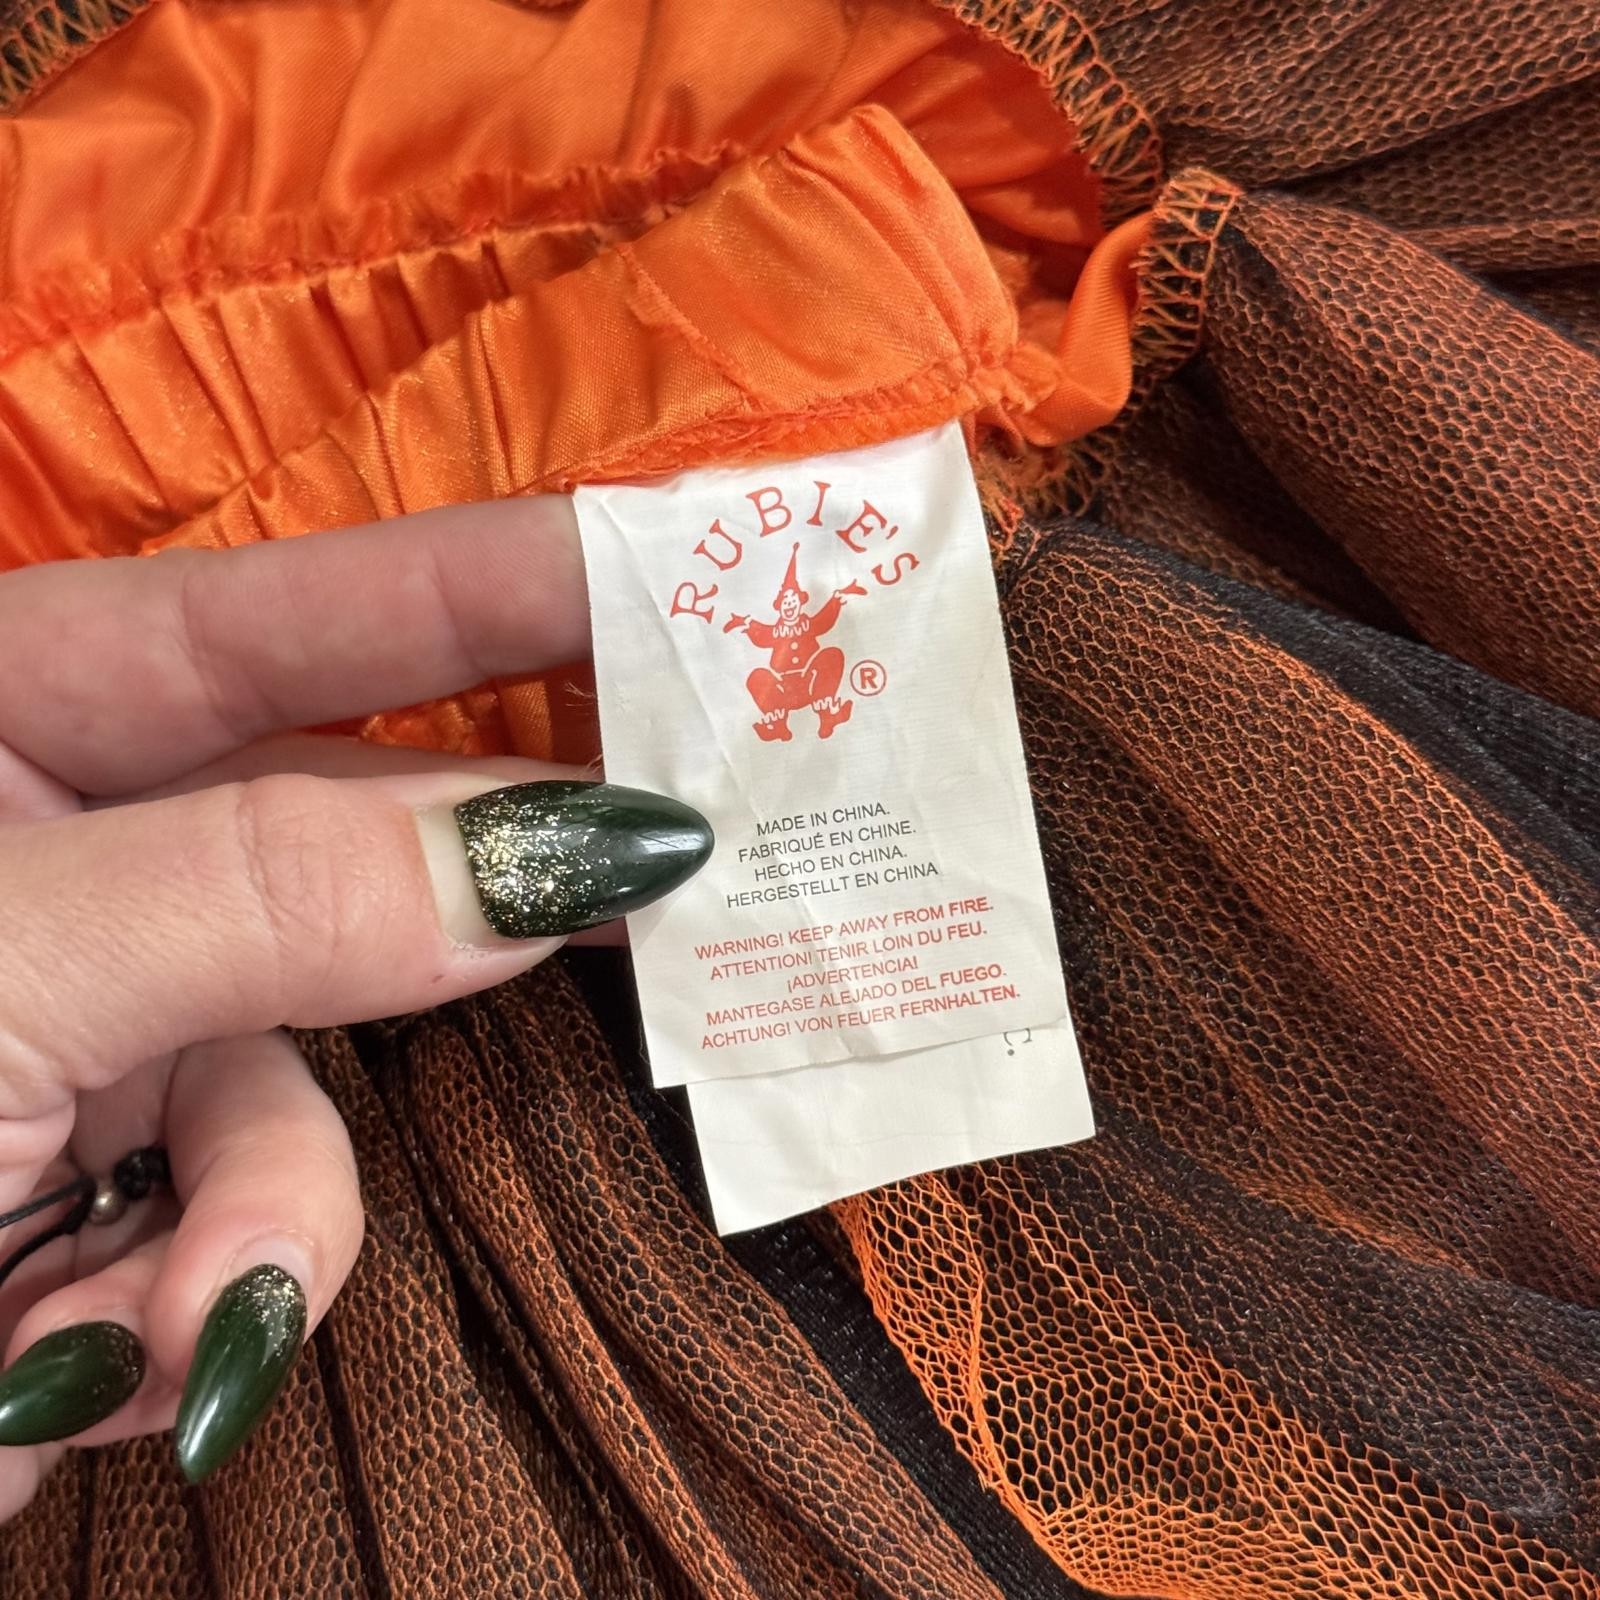 RUBIE'S
®
MADE IN CHINA.
FABRIQUÉ EN CHINE.
HECHO EN CHINA.
HERGESTELLT EN CHINA
WARNING! KEEP AWAY FROM FIRE.
ATTENTION! TENIR LOIN DU FEU.
¡ADVERTENCIA!
MANTEGASE ALEJADO DEL FUEGO.
ACHTUNG! VON FEUER FERNHALTEN.